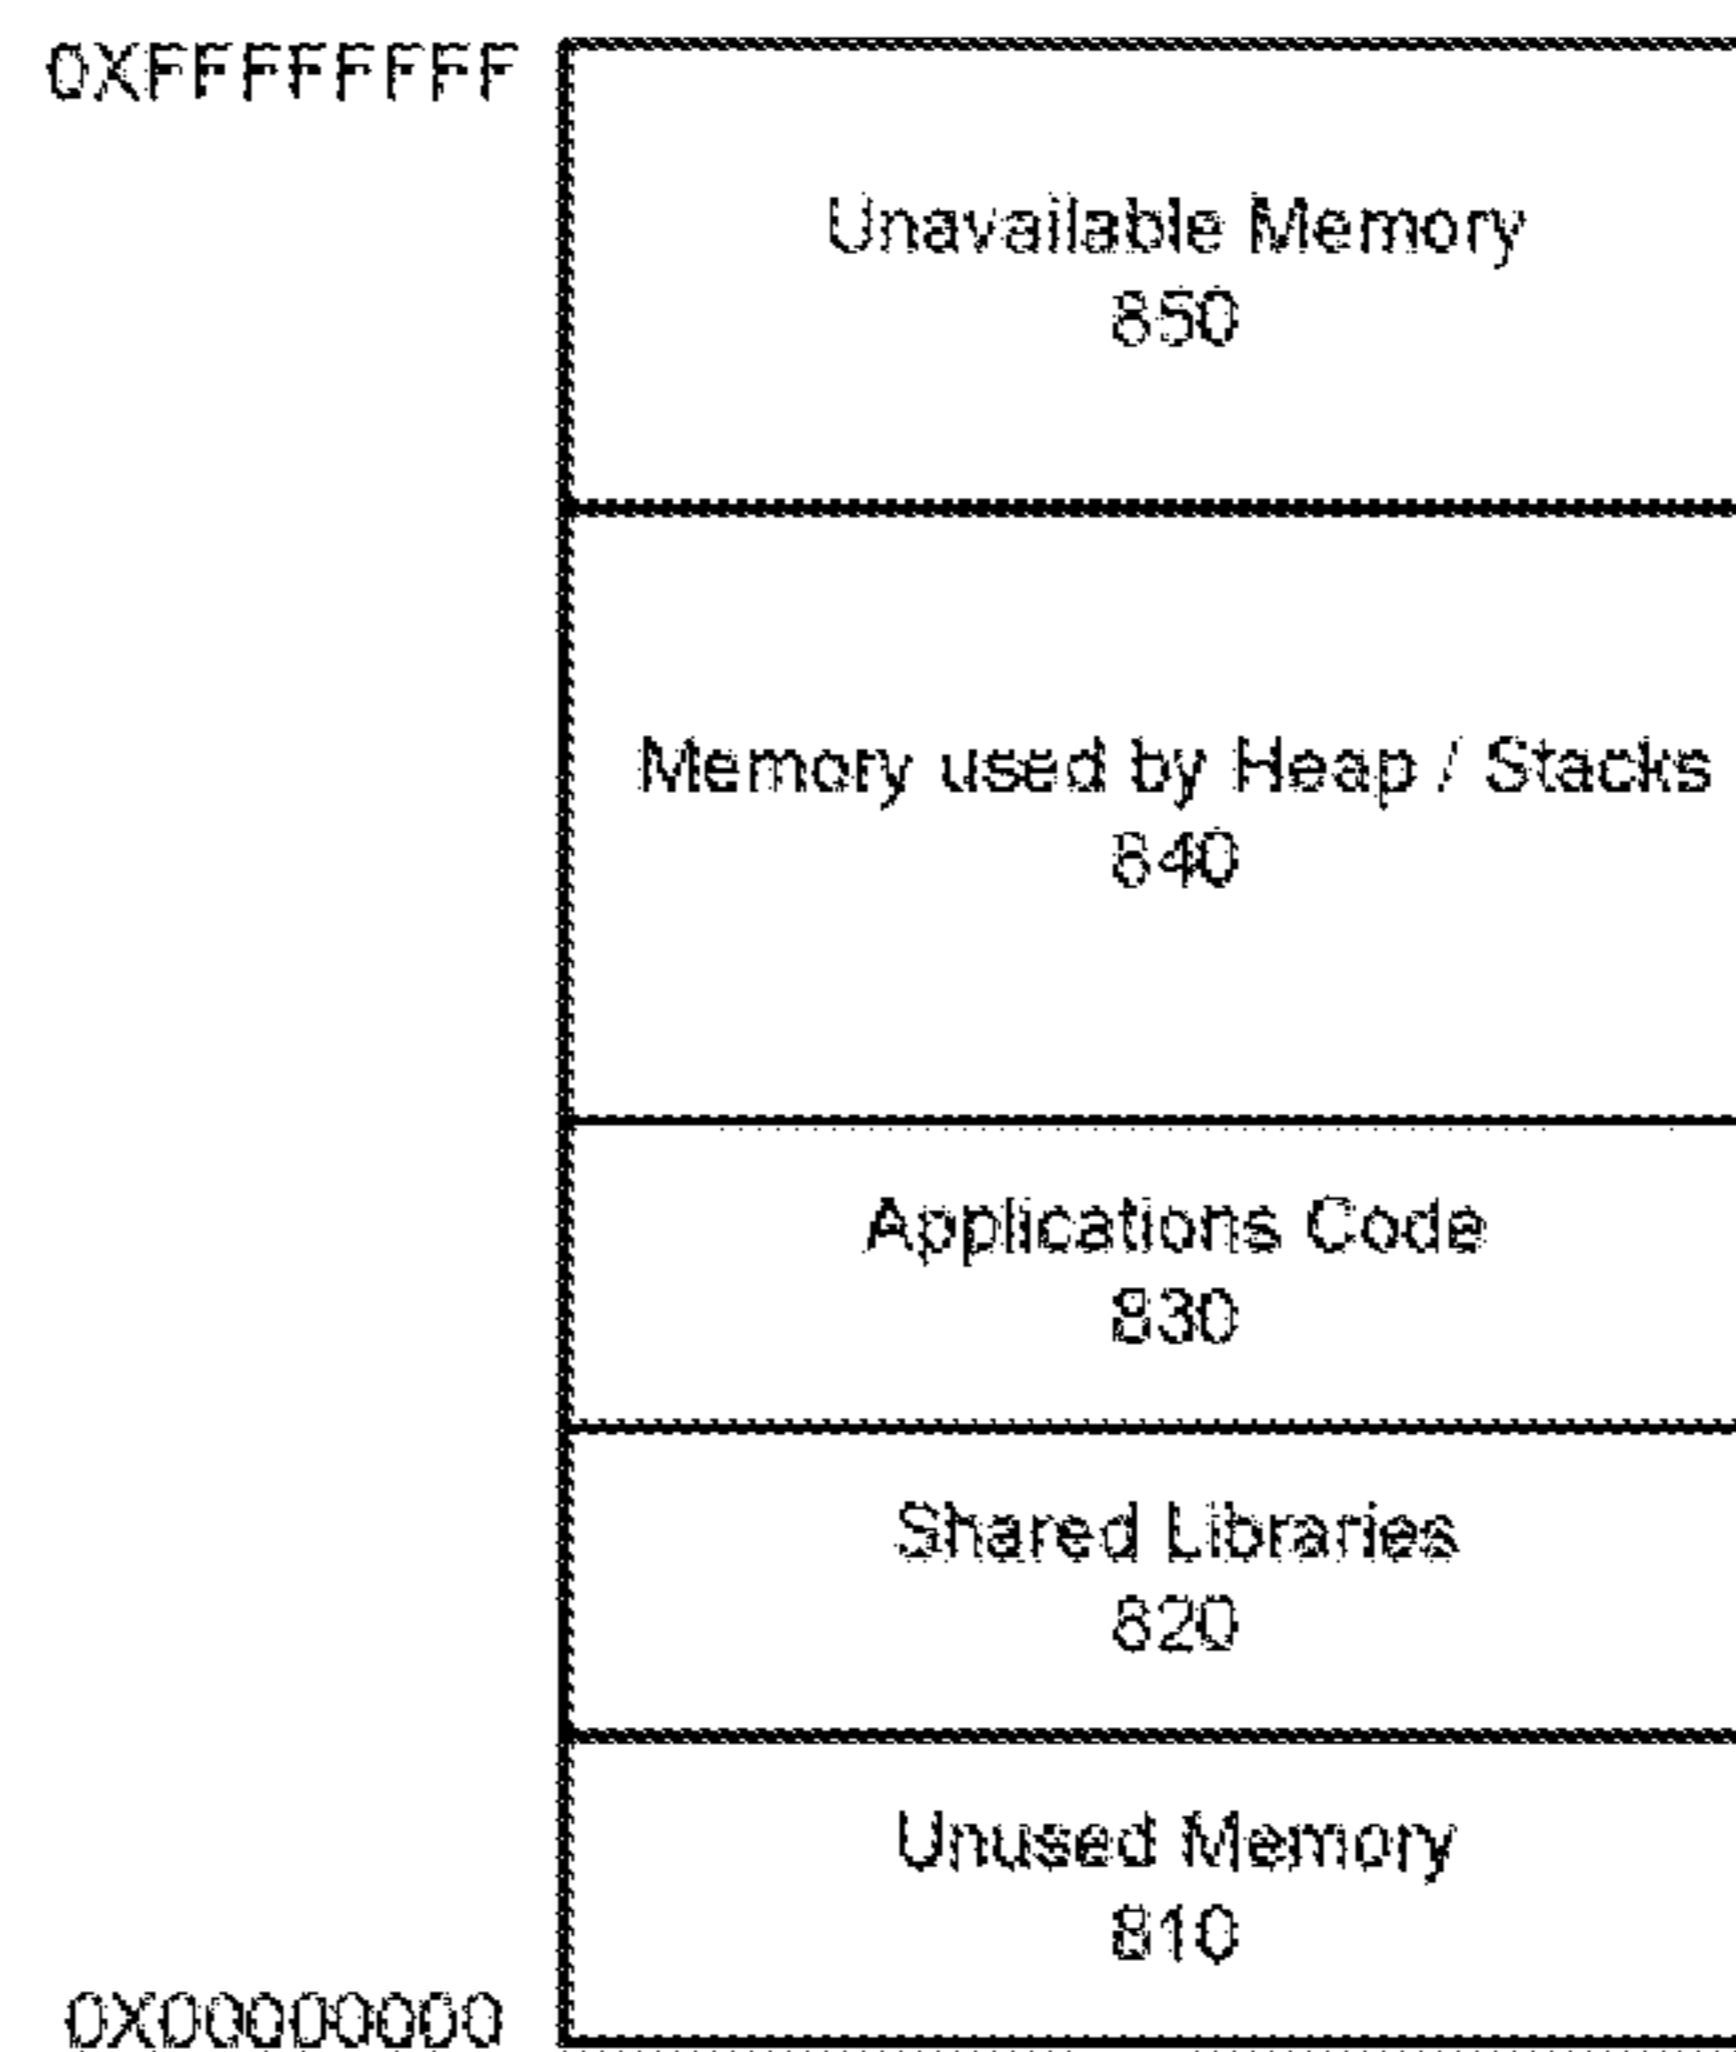 0XFFFFFFFF
Unavailable Memory
850
Memory used by Heap / Stacks
840
Applications Code
830
Shared Libraries
820
Unused Memory
810
0X00000000